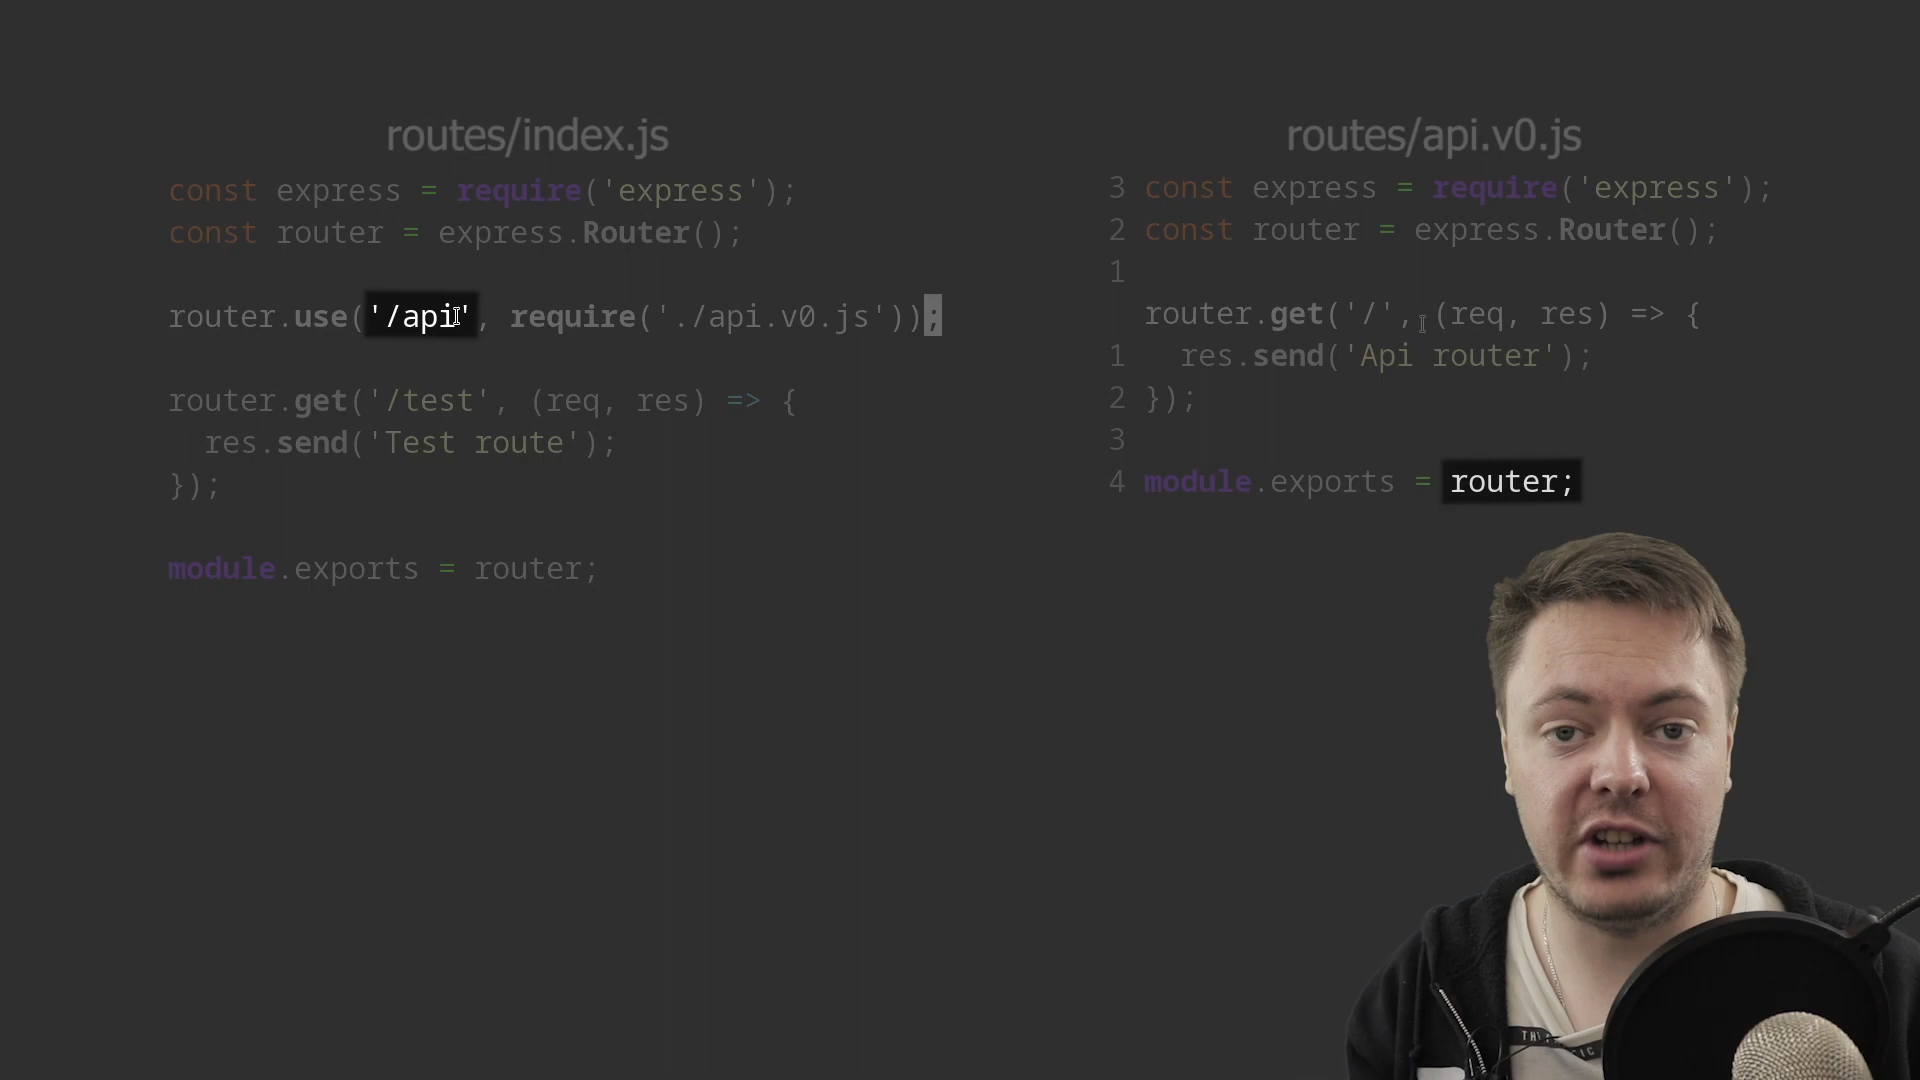 routes/index.js
const express = require('express');
const router = express.Router();
router.use('/api', require('./api.v0.js'));
router.get('/test', (req, res) => {
  res.send('Test route');
});
module.exports = router;
routes/api.v0.js
3 const express = require('express');
2 const router = express.Router();
1
router.get('/', (req, res) => {
1   res.send('Api router');
2 });
3
4 module.exports = router;